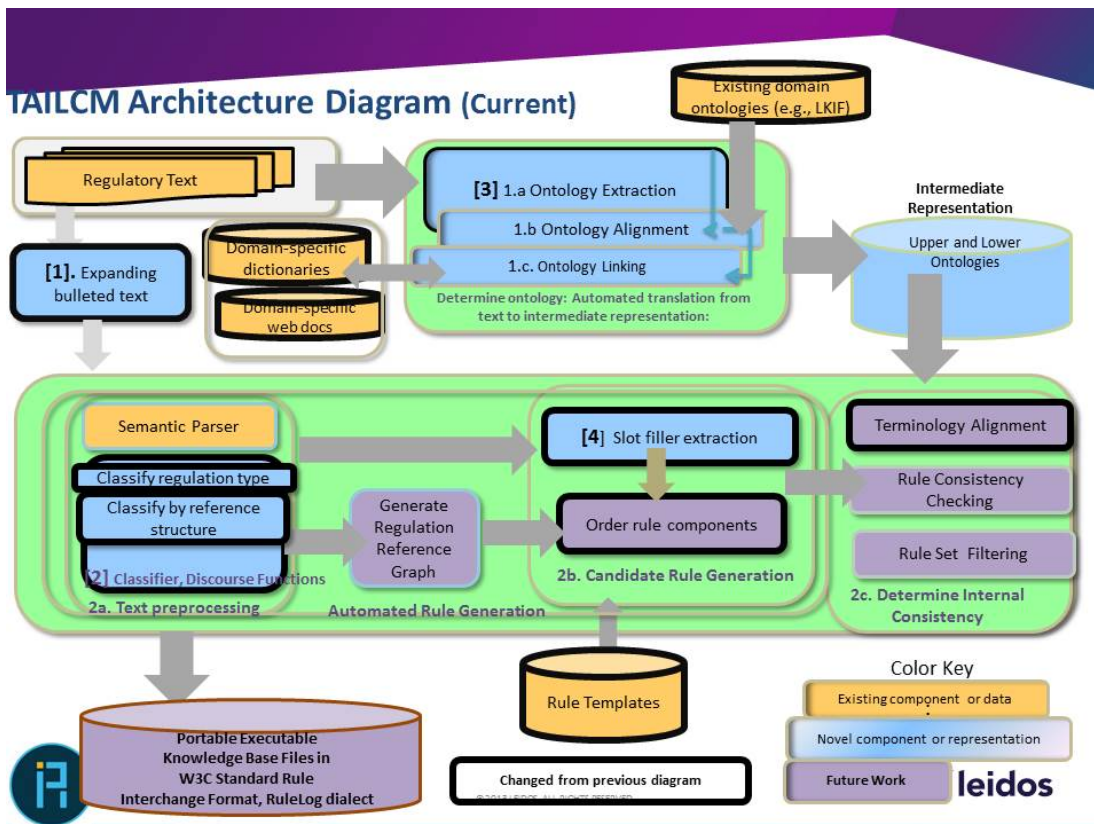 TAILCM Architecture Diagram (Current)
Existing domain
ontologies (e.g., LKIF)
Regulatory Text
[3] 1.a Ontology Extraction
1.b Ontology Alignment
1.c. Ontology Linking
Determine ontology: Automated translation from
text to intermediate representation:
Intermediate
Representation
Upper and Lower
Ontologies
[1]. Expanding
bulleted text
Domain-specific
dictionaries
Domain-specific
web docs
Semantic Parser
Classify regulation type
Classify by reference
structure
[2] Classifier, Discourse Functions
2a. Text preprocessing
Generate
Regulation
Reference
Graph
Automated Rule Generation
[4] Slot filler extraction
Order rule components
2b. Candidate Rule Generation
Terminology Alignment
Rule Consistency
Checking
Rule Set Filtering
2c. Determine Internal
Consistency
Portable Executable
Knowledge Base Files in
W3C Standard Rule
Interchange Format, RuleLog dialect
Rule Templates
Changed from previous diagram
Color Key
Existing component or data
Novel component or representation
Future Work
leidos